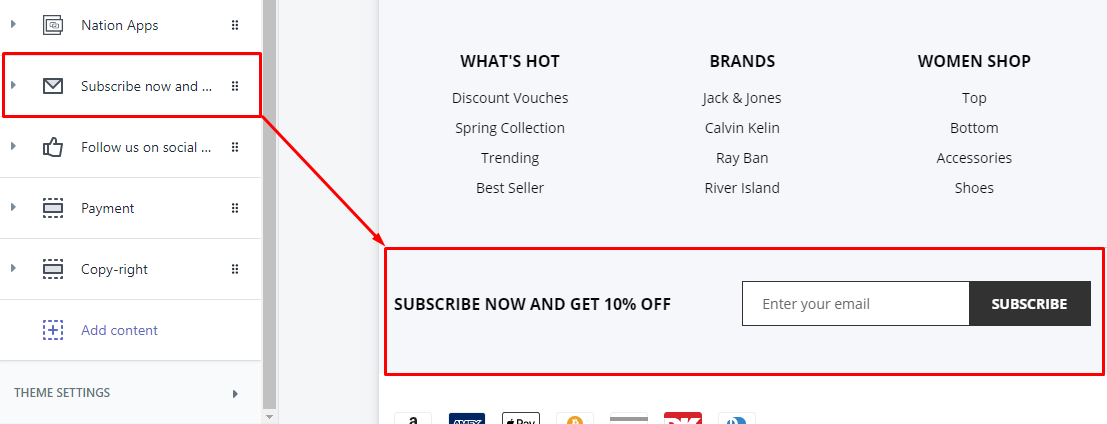 Nation Apps
Subscribe now and ...
Follow us on social ...
Payment
Copy-right
Add content
THEME SETTINGS
WHAT'S HOT
Discount Vouches
Spring Collection
Trending
Best Seller
BRANDS
Jack & Jones
Calvin Kelin
Ray Ban
River Island
WOMEN SHOP
Top
Bottom
Accessories
Shoes
SUBSCRIBE NOW AND GET 10% OFF
Enter your email
SUBSCRIBE
Pay